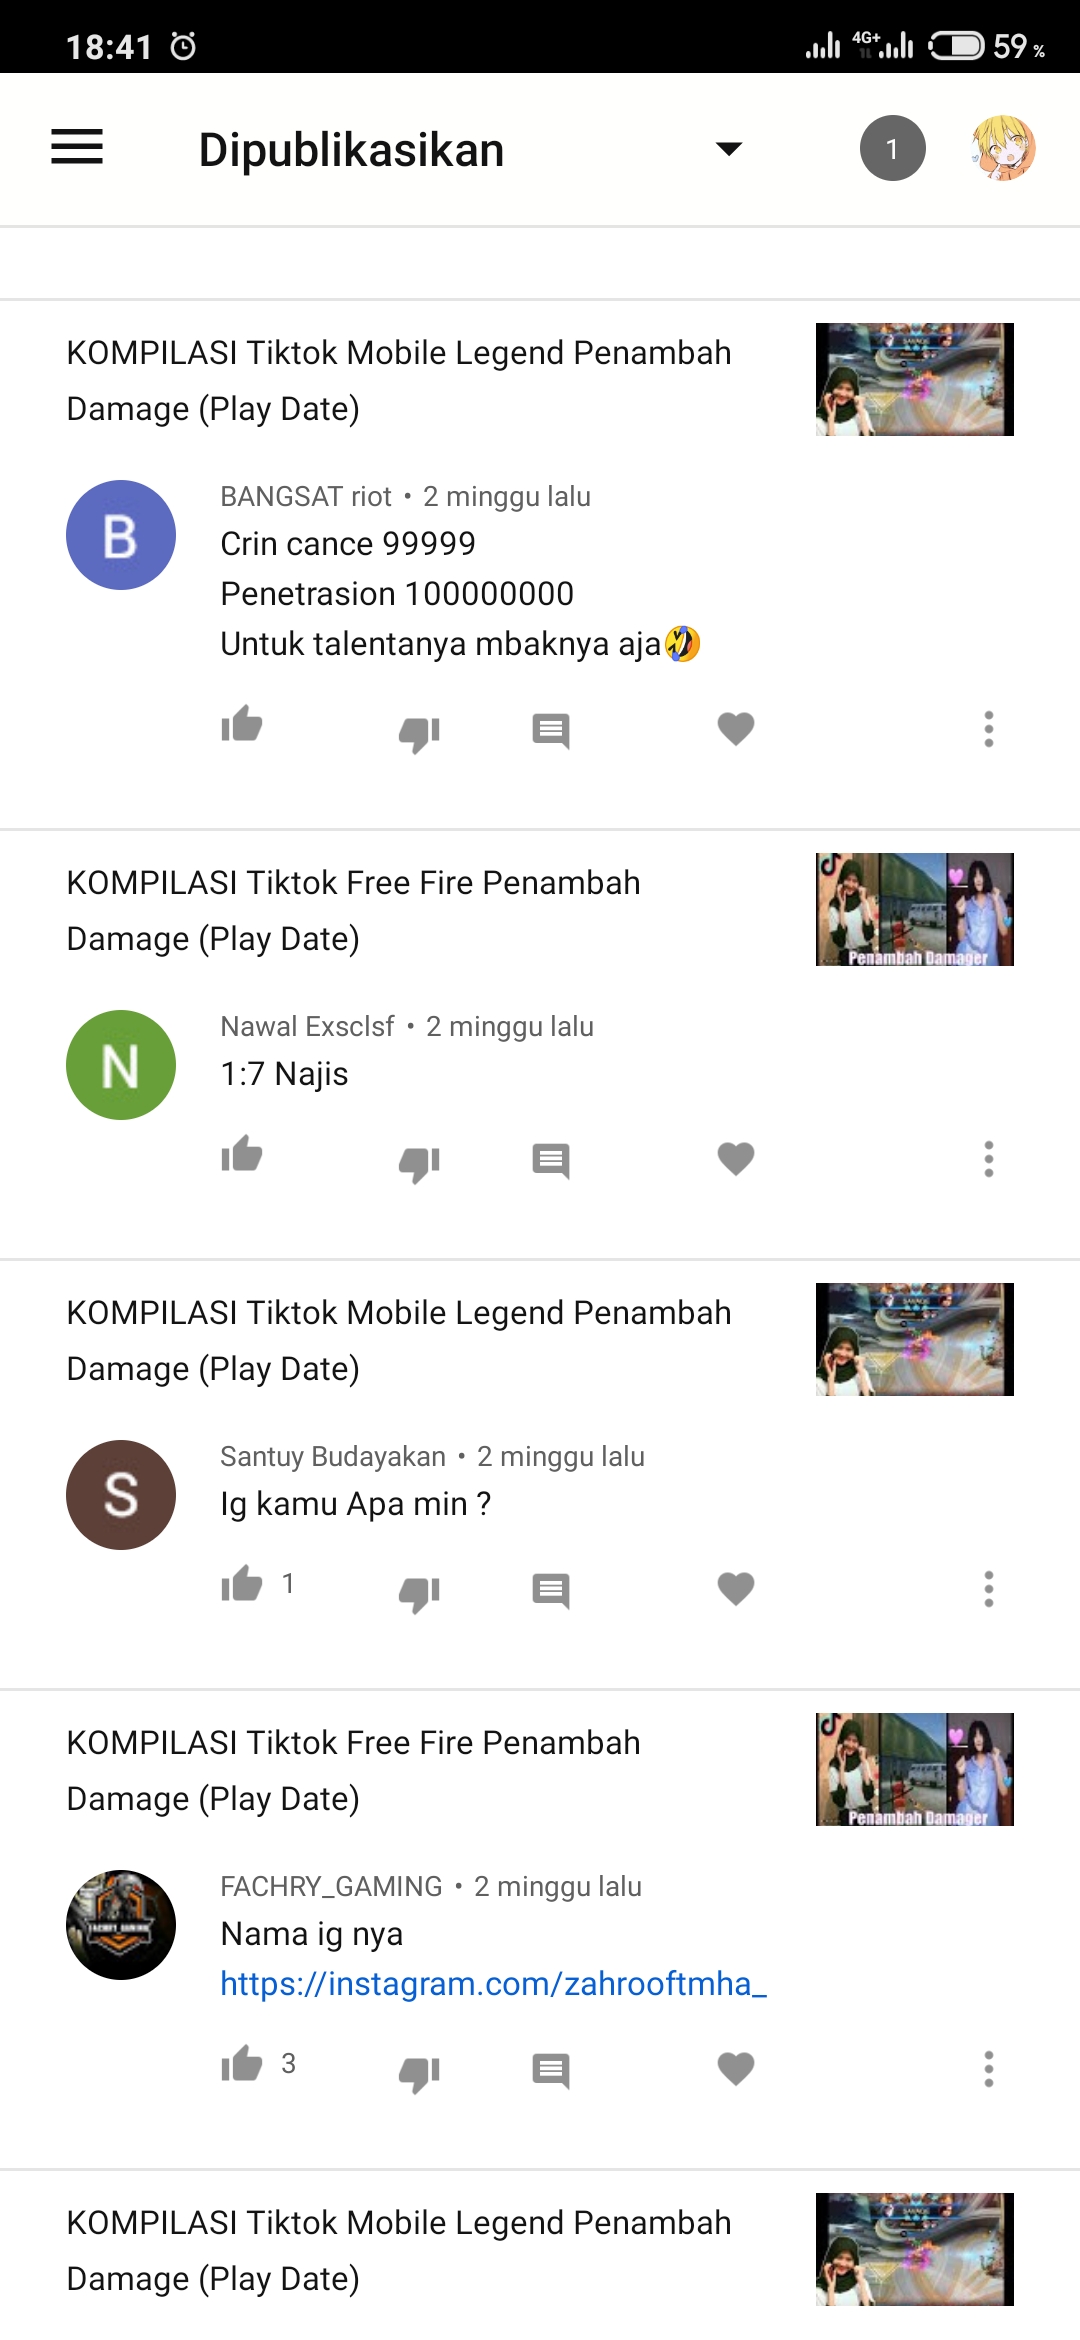 18:41
4G+
59 %
Dipublikasikan
1
KOMPILASI Tiktok Mobile Legend Penambah
Damage (Play Date)
B
BANGSAT riot • 2 minggu lalu
Crin cance 99999
Penetrasion 100000000
Untuk talentanya mbaknya aja🤣
KOMPILASI Tiktok Free Fire Penambah
Damage (Play Date)
Penambah Damager
N
Nawal Exsclsf • 2 minggu lalu
1:7 Najis
KOMPILASI Tiktok Mobile Legend Penambah
Damage (Play Date)
S
Santuy Budayakan • 2 minggu lalu
Ig kamu Apa min ?
1
KOMPILASI Tiktok Free Fire Penambah
Damage (Play Date)
Penambah Damager
FACHRY_GAMING • 2 minggu lalu
Nama ig nya
https://instagram.com/zahrooftmha_
3
KOMPILASI Tiktok Mobile Legend Penambah
Damage (Play Date)